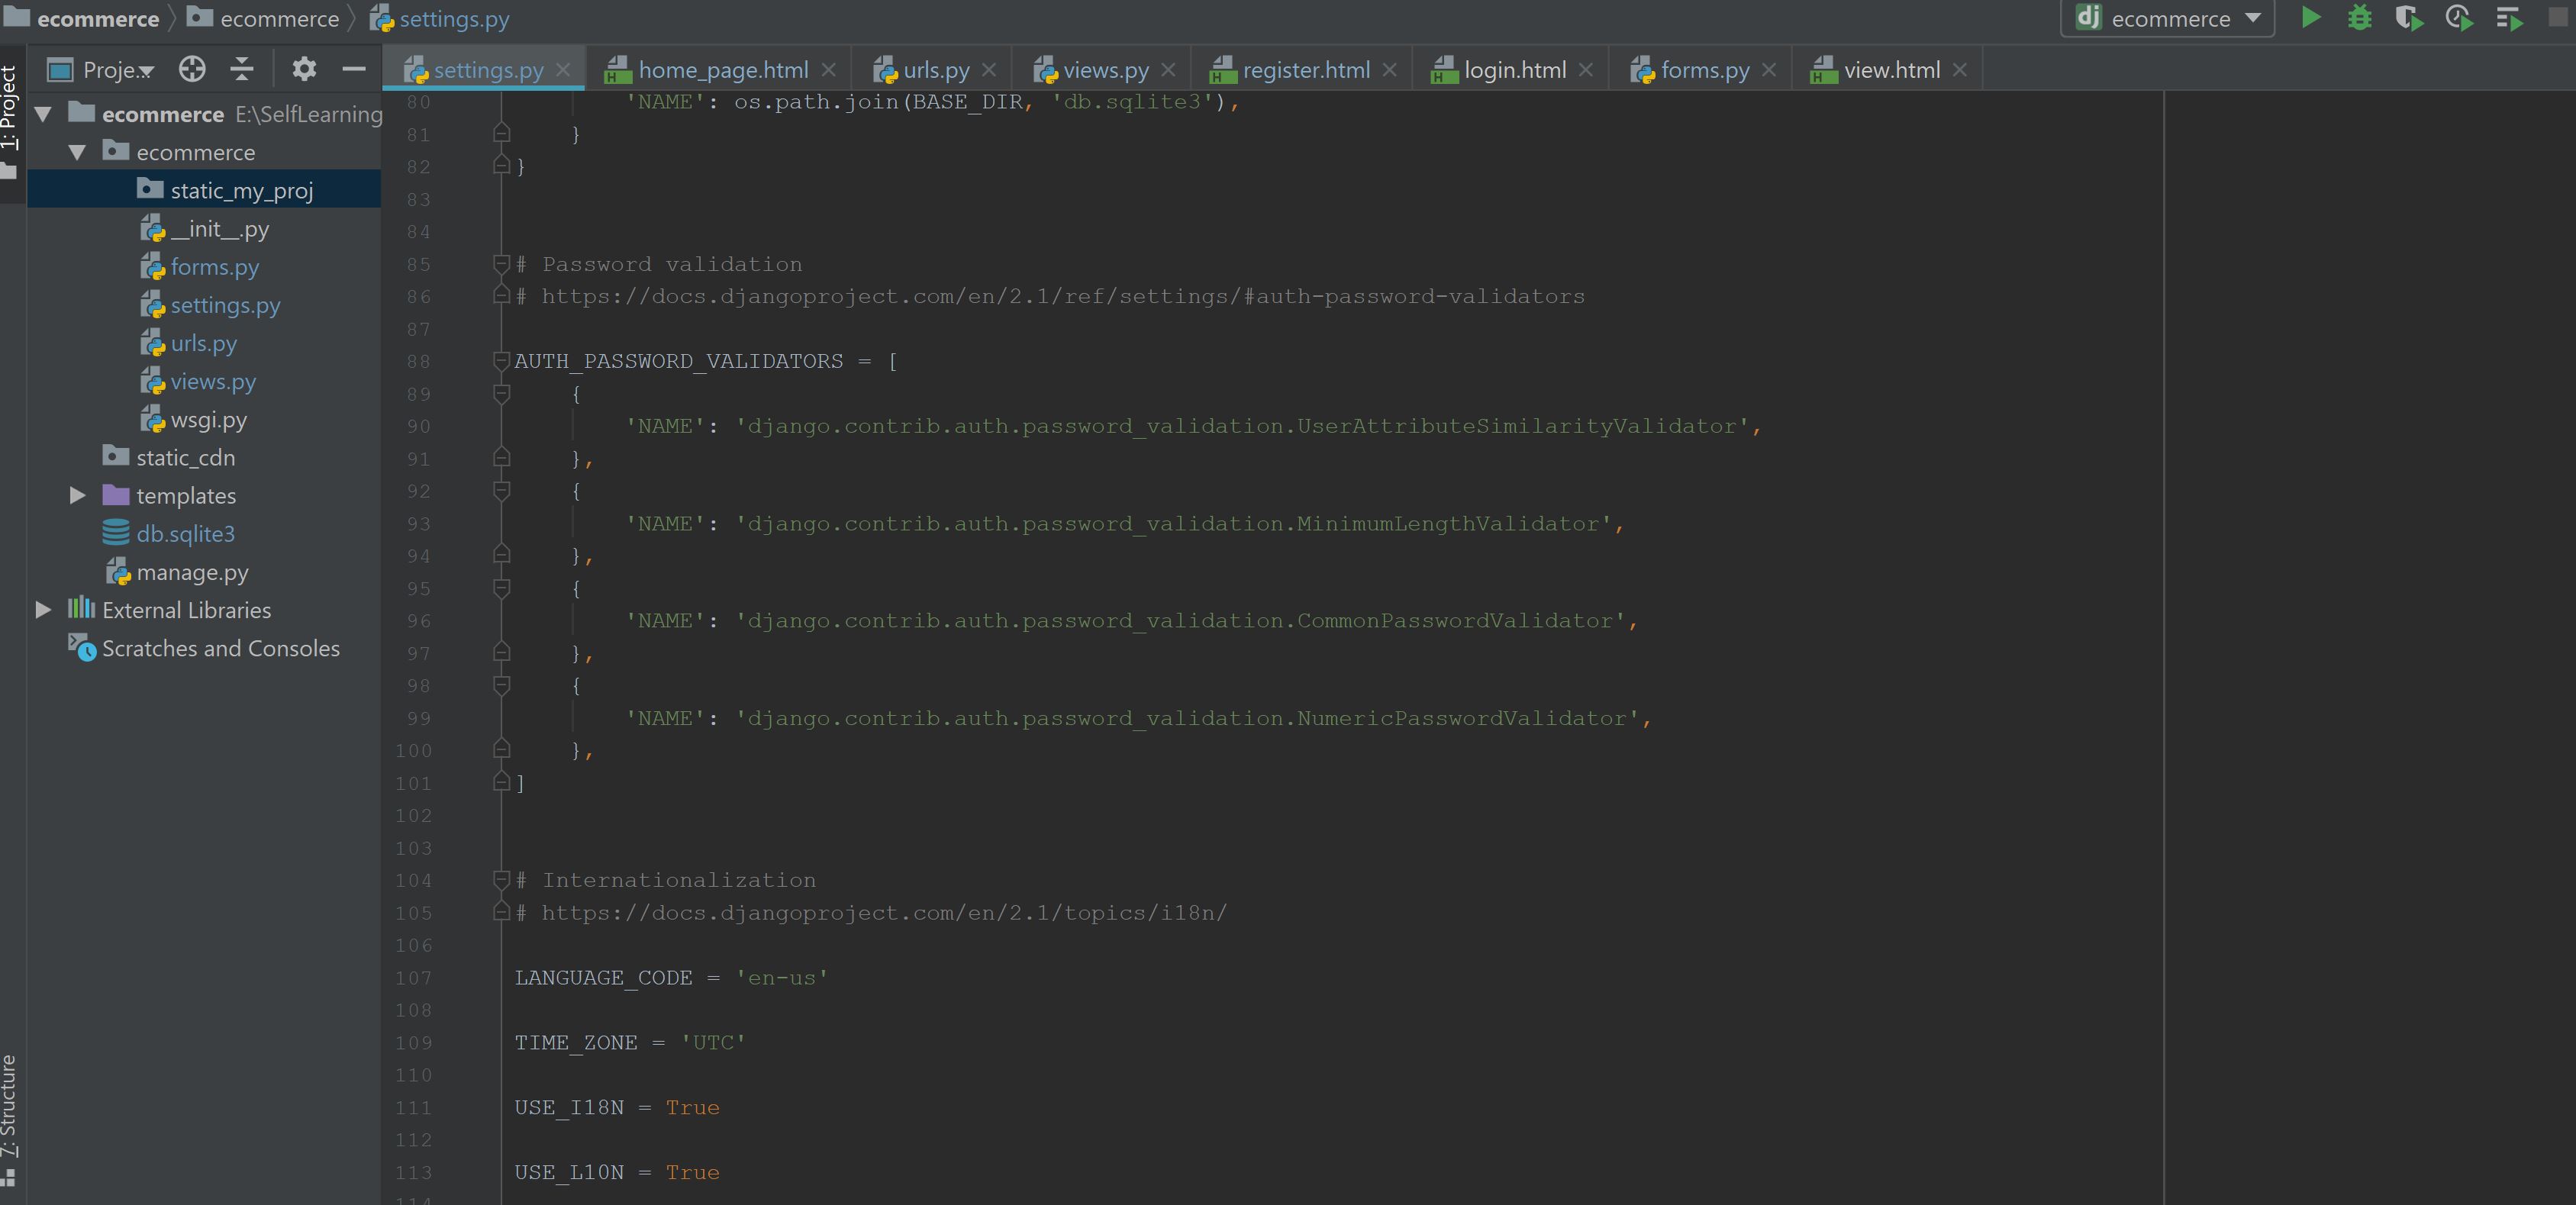 ecommerce ecommerce settings.py ecommerce
Proje... settings.py home_page.html urls.py views.py register.html login.html forms.py view.html
1: Project
ecommerce E:\SelfLearning
ecommerce
static_my_proj
__init__.py
forms.py
settings.py
urls.py
views.py
wsgi.py
static_cdn
templates
db.sqlite3
manage.py
External Libraries
Scratches and Consoles
7: Structure
80 'NAME': os.path.join(BASE_DIR, 'db.sqlite3'),
81 }
82 }
83
84
85 # Password validation
86 # https://docs.djangoproject.com/en/2.1/ref/settings/#auth-password-validators
87
88 AUTH_PASSWORD_VALIDATORS = [
89 {
90 'NAME': 'django.contrib.auth.password_validation.UserAttributeSimilarityValidator',
91 },
92 {
93 'NAME': 'django.contrib.auth.password_validation.MinimumLengthValidator',
94 },
95 {
96 'NAME': 'django.contrib.auth.password_validation.CommonPasswordValidator',
97 },
98 {
99 'NAME': 'django.contrib.auth.password_validation.NumericPasswordValidator',
100 },
101 ]
102
103
104 # Internationalization
105 # https://docs.djangoproject.com/en/2.1/topics/i18n/
106
107 LANGUAGE_CODE = 'en-us'
108
109 TIME_ZONE = 'UTC'
110
111 USE_I18N = True
112
113 USE_L10N = True
114